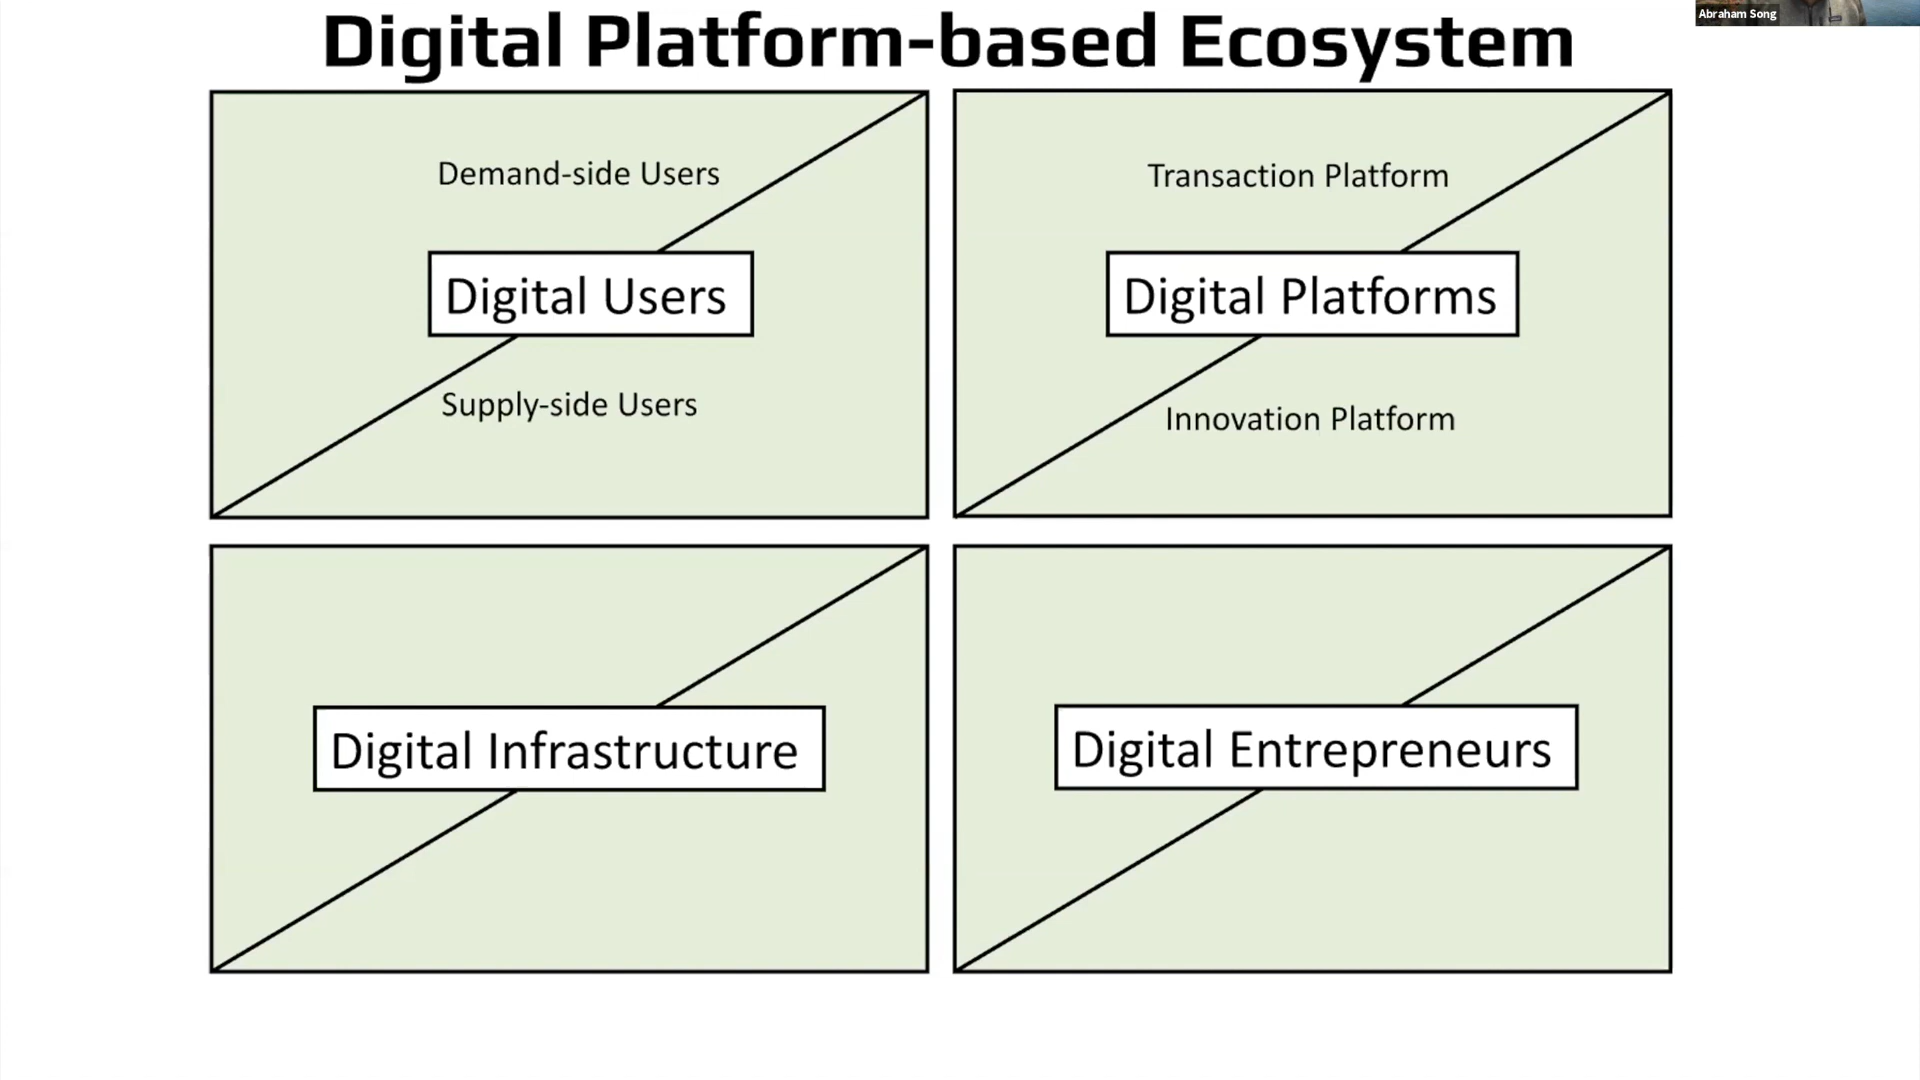 Digital Platform-based Ecosystem
Abraham Song
Demand-side Users
Digital Users
Supply-side Users
Transaction Platform
Digital Platforms
Innovation Platform
Digital Infrastructure
Digital Entrepreneurs